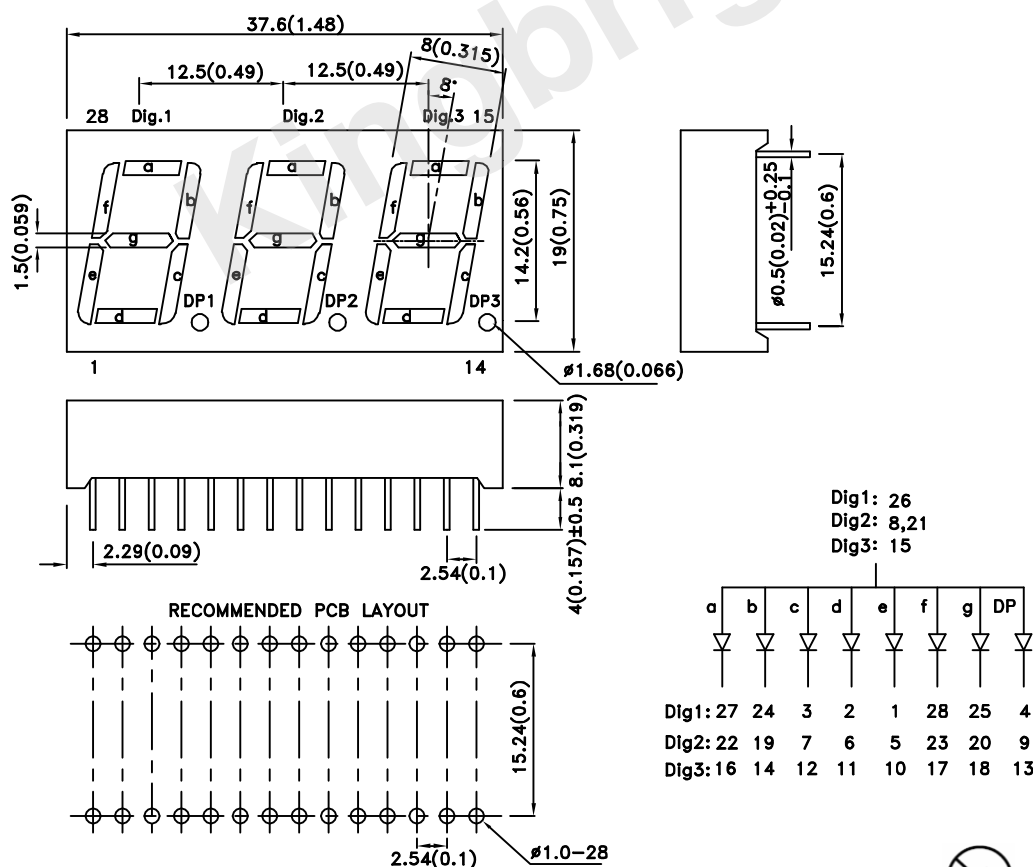 Kingbrig
37.6(1.48)
8(0.315)
12.5(0.49) 12.5(0.49)
8°
28 Dig.1 Dig.2 Dig.3 15
a a a
f b f b f b
g g g
e c e c e c
d d d
DP1 DP2 DP3
1.5(0.059)
14.2(0.56)
19(0.75)
ø0.5(0.02)+0.25 -0.1
15.24(0.6)
1 14
ø1.68(0.066)
8.1(0.319)
4(0.157)±0.5
2.29(0.09)
2.54(0.1)
RECOMMENDED PCB LAYOUT
15.24(0.6)
2.54(0.1)
ø1.0-28
Dig1: 26
Dig2: 8,21
Dig3: 15
a b c d e f g DP
Dig1: 27 24 3 2 1 28 25 4
Dig2: 22 19 7 6 5 23 20 9
Dig3: 16 14 12 11 10 17 18 13